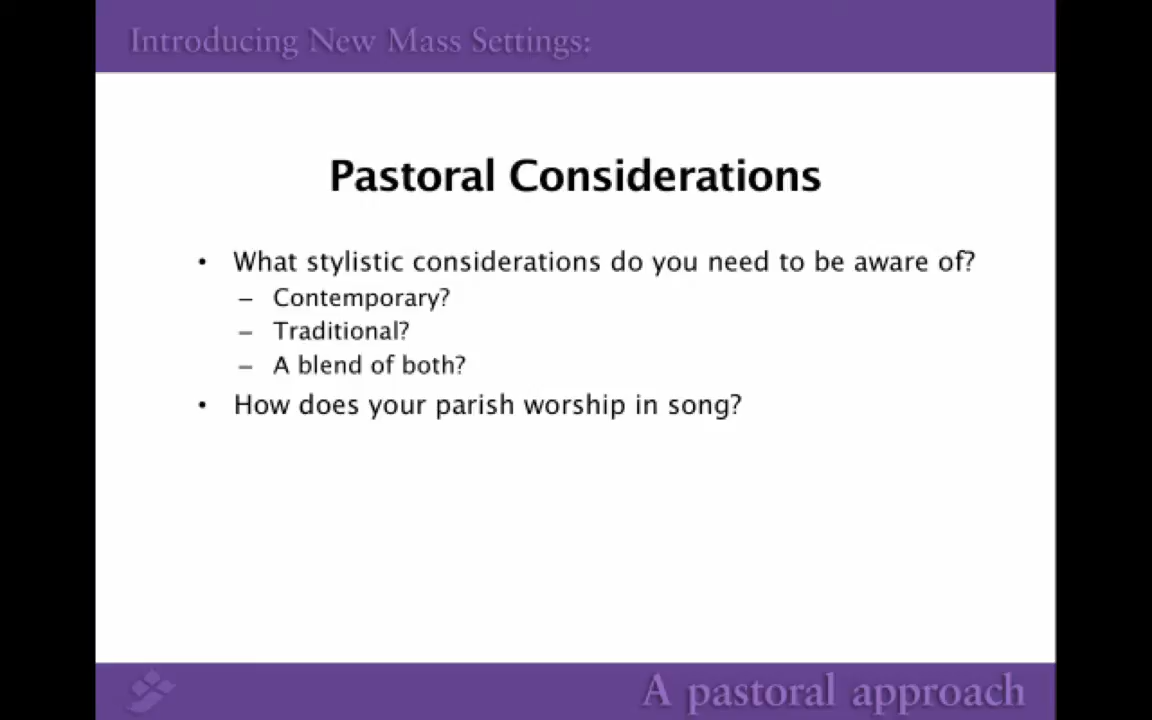 Introducing New Mass Settings:
Pastoral Considerations
• What stylistic considerations do you need to be aware of?
– Contemporary?
– Traditional?
– A blend of both?
• How does your parish worship in song?
A pastoral approach